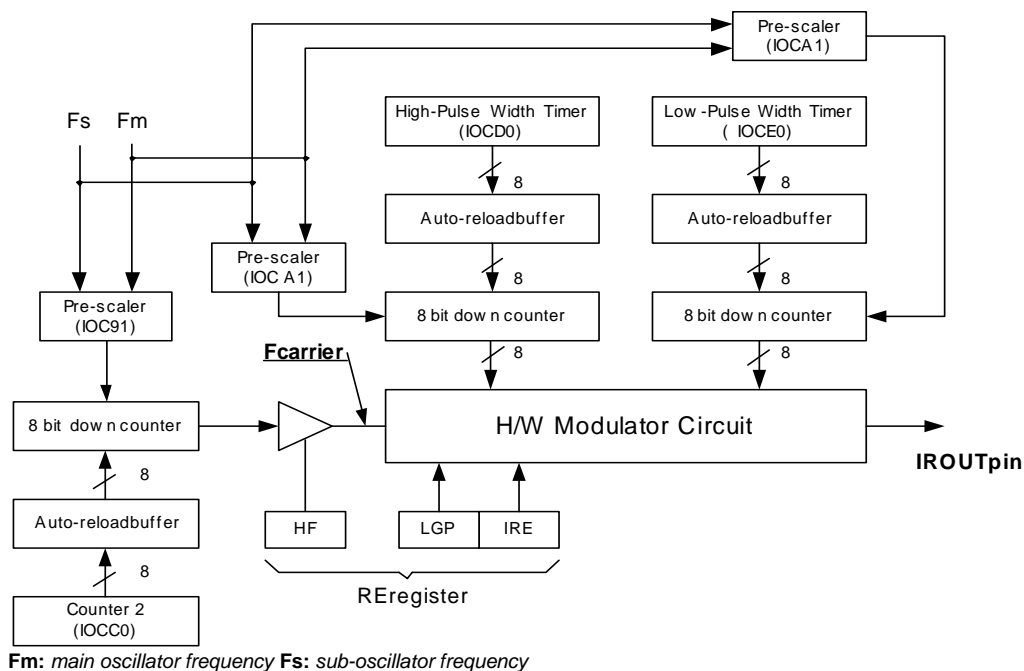 Pre-scaler
(IOCA1)
Fs Fm
High-Pulse Width Timer
(IOCD0)
Low-Pulse Width Timer
( IOCE0)
8
8
Auto-reloadbuffer
Auto-reloadbuffer
Pre-scaler
(IOC A1)
8
8
Pre-scaler
(IOC91)
8 bit down counter
8 bit down counter
Fcarrier
8
8
8 bit down counter
H/W Modulator Circuit
IROUTpin
8
Auto-reloadbuffer
HF
LGP
IRE
8
REregister
Counter 2
(IOCC0)
Fm: main oscillator frequency Fs: sub-oscillator frequency